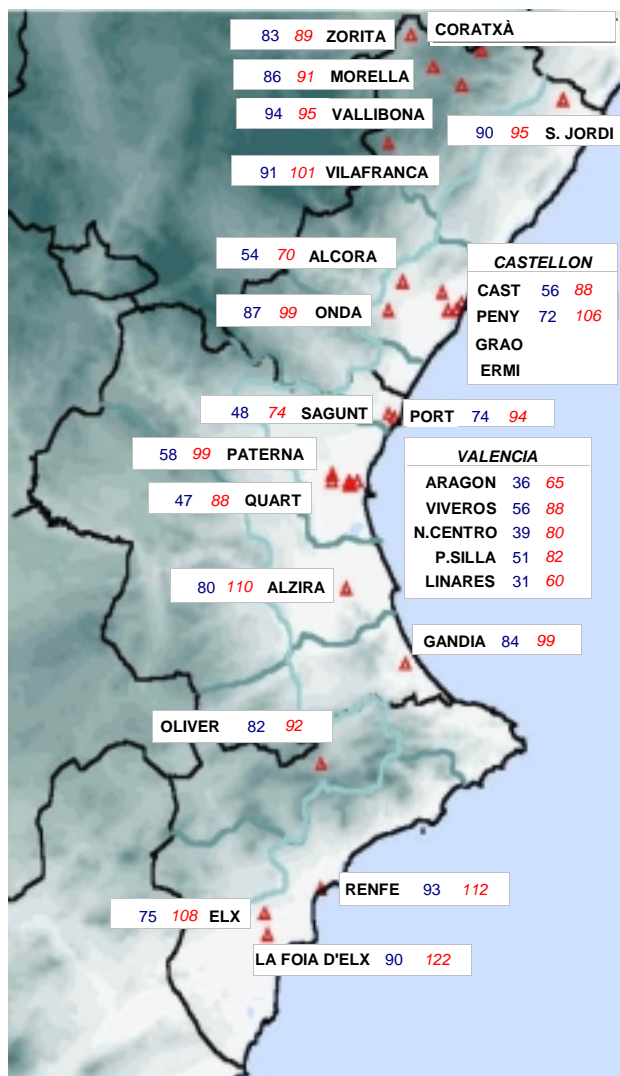 CORATXÀ
83 89 ZORITA
86 91 MORELLA
94 95 VALLIBONA
90 95 S. JORDI
91 101 VILAFRANCA
54 70 ALCORA
CASTELLON
CAST 56 88
PENY 72 106
GRAO
ERMI
87 99 ONDA
48 74 SAGUNT
PORT 74 94
58 99 PATERNA
47 88 QUART
VALENCIA
ARAGON 36 65
VIVEROS 56 88
N.CENTRO 39 80
P.SILLA 51 82
LINARES 31 60
80 110 ALZIRA
GANDIA 84 99
OLIVER 82 92
RENFE 93 112
75 108 ELX
LA FOIA D'ELX 90 122